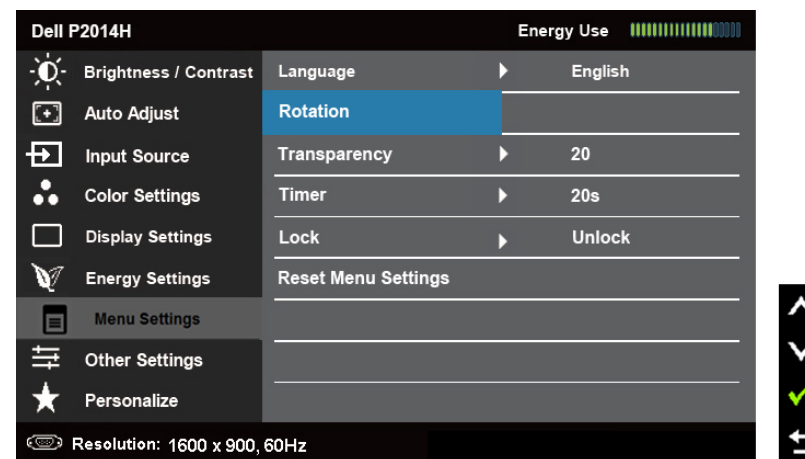 Dell P2014H Energy Use
Brightness / Contrast Language English
Auto Adjust Rotation
Input Source Transparency 20
Color Settings Timer 20s
Display Settings Lock Unlock
Energy Settings Reset Menu Settings
Menu Settings
Other Settings
Personalize
Resolution: 1600 x 900, 60Hz